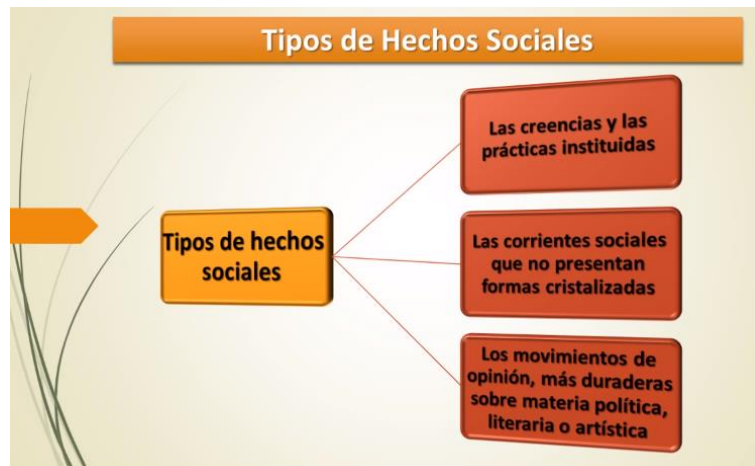 Tipos de Hechos Sociales
Tipos de hechos
sociales
Las creencias y las
prácticas instituidas
Las corrientes sociales
que no presentan
formas cristalizadas
Los movimientos de
opinión, más duraderas
sobre materia política,
literaria o artística